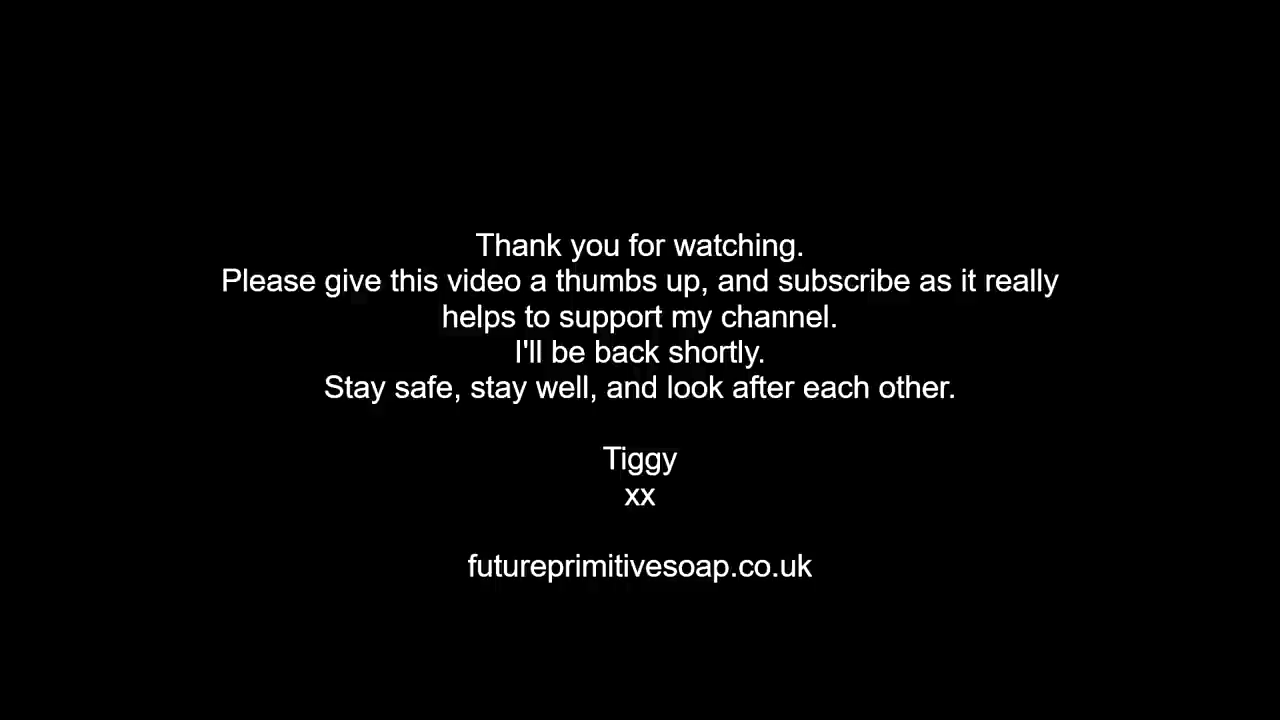 Thank you for watching.
Please give this video a thumbs up, and subscribe as it really
helps to support my channel.
I'll be back shortly.
Stay safe, stay well, and look after each other.
Tiggy
xx
futureprimitivesoap.co.uk